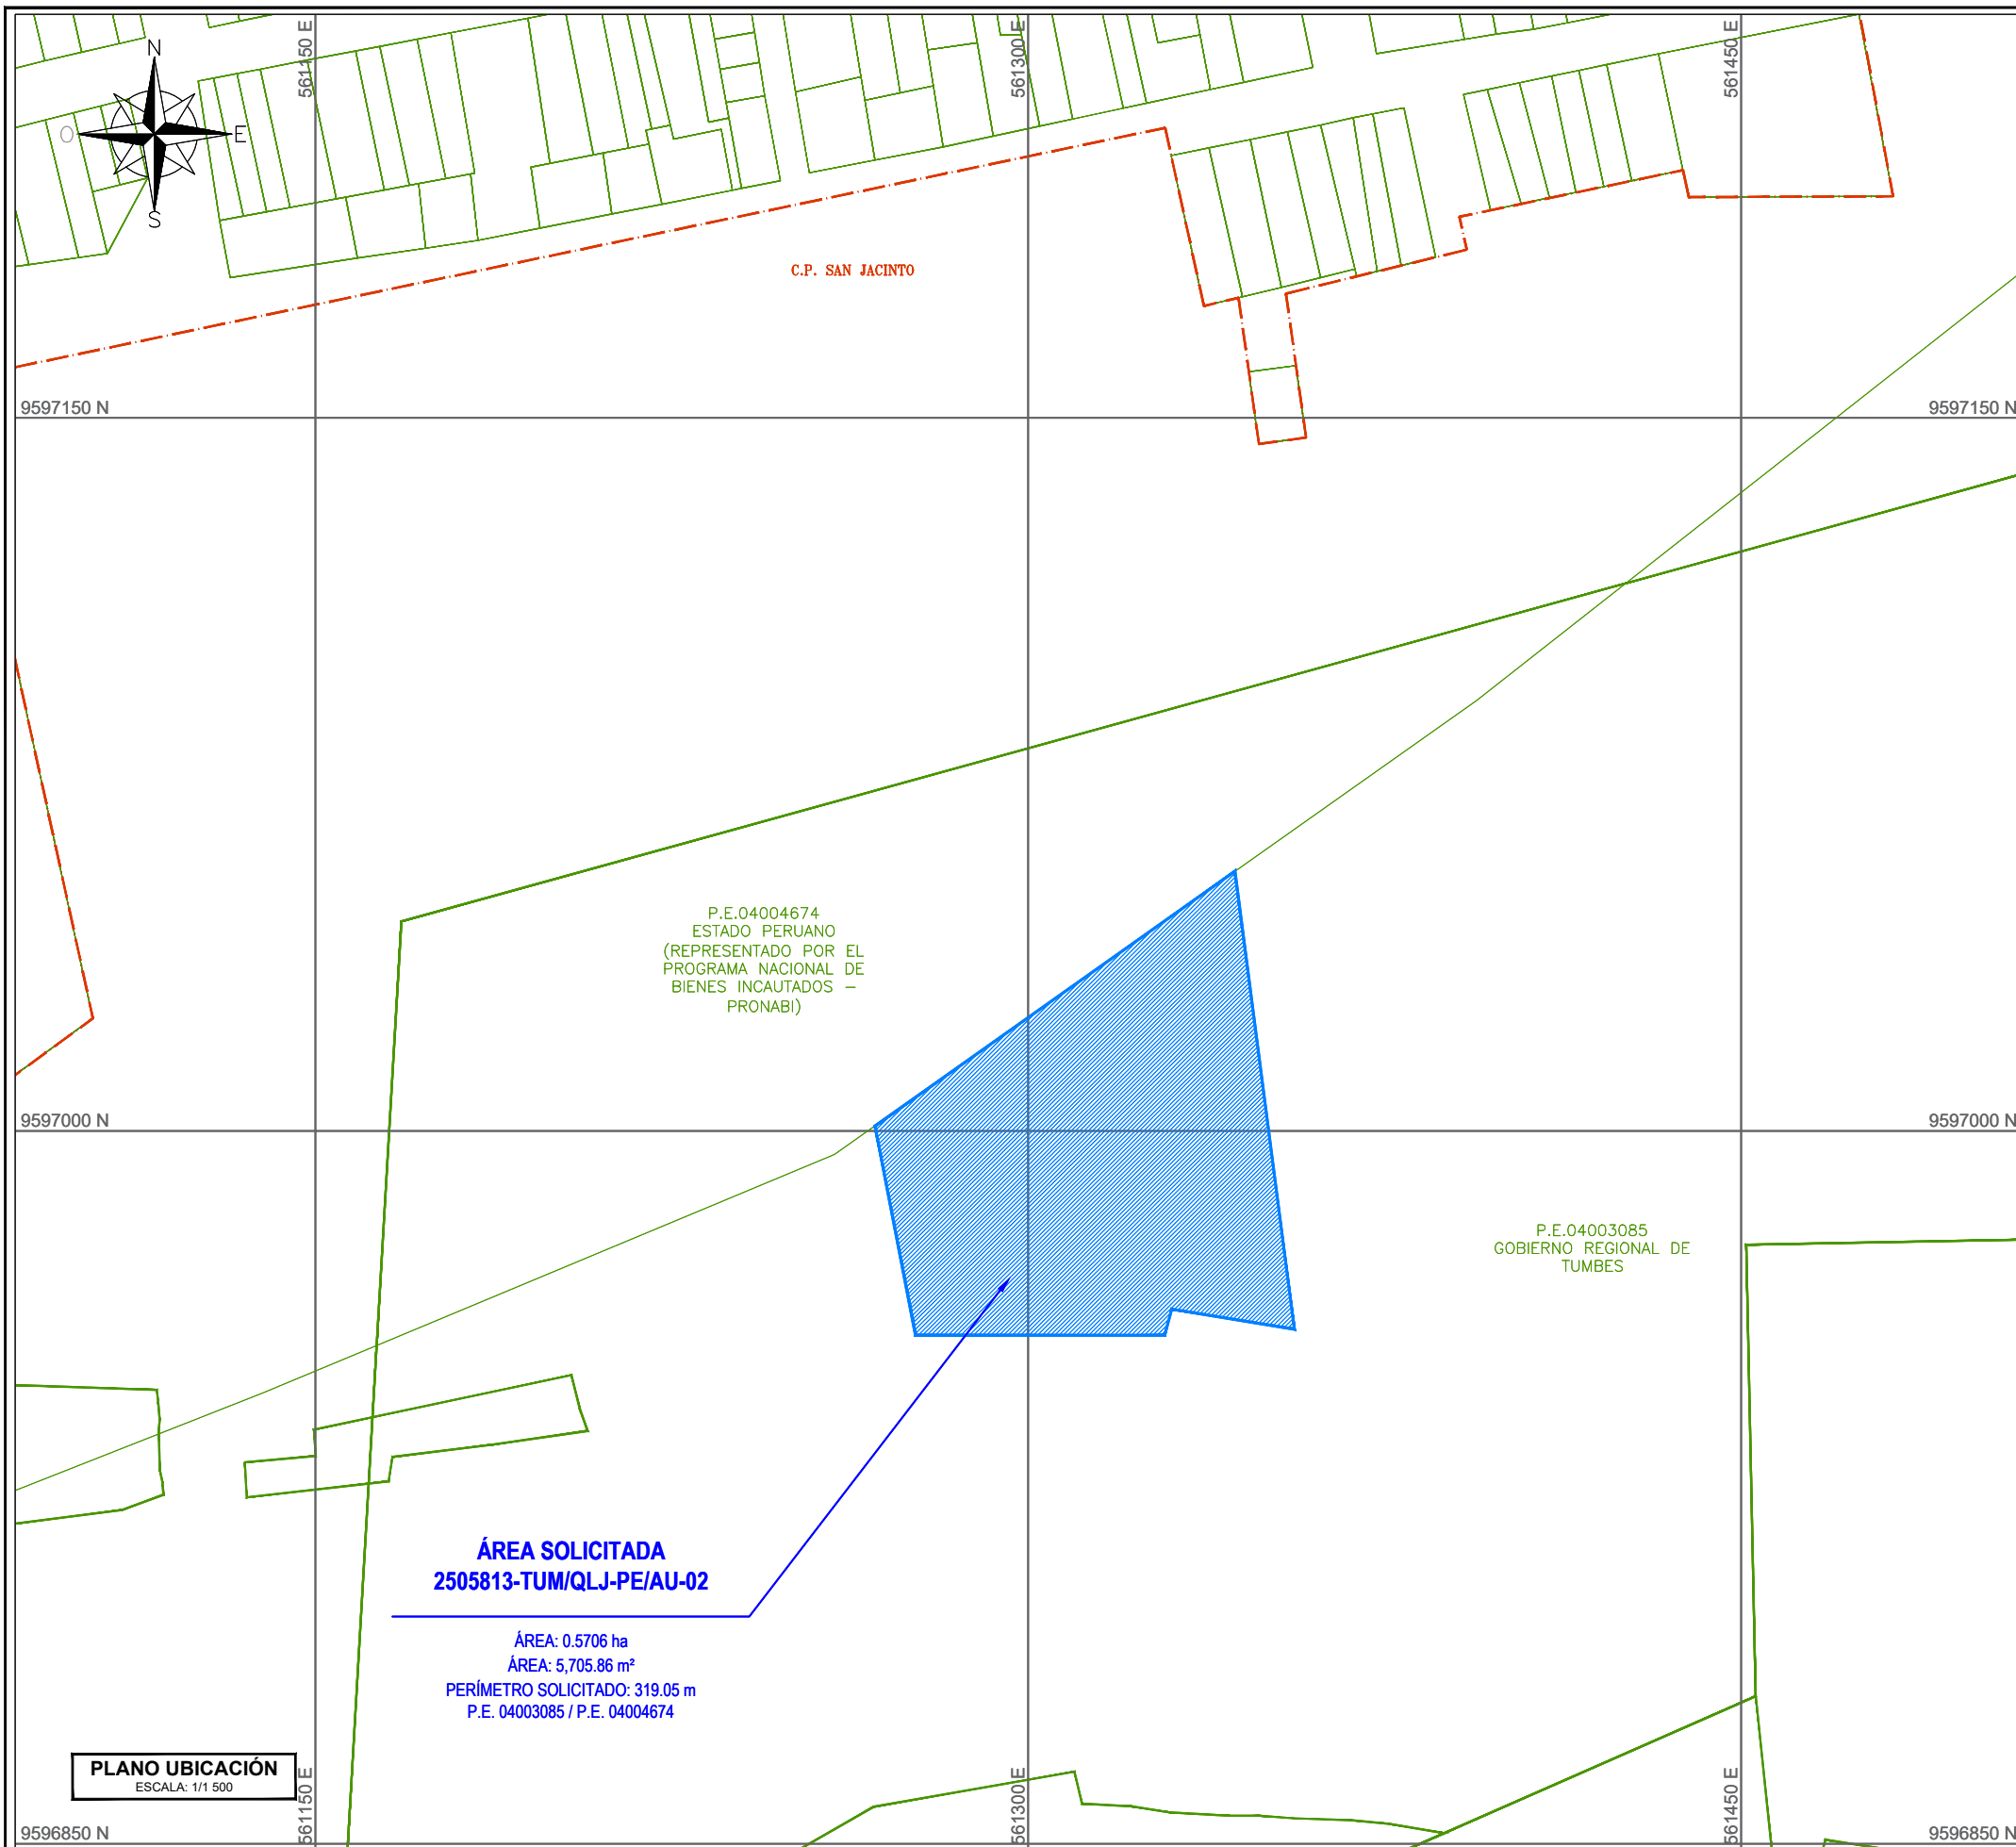 561150 E
561300 E
561450 E
N
O
E
S
C.P. SAN JACINTO
9597150 N
9597150 N
P.E.04004674
ESTADO PERUANO
(REPRESENTADO POR EL
PROGRAMA NACIONAL DE
BIENES INCAUTADOS –
PRONABI)
9597000 N
9597000 N
P.E.04003085
GOBIERNO REGIONAL DE
TUMBES
ÁREA SOLICITADA
2505813-TUM/QLJ-PE/AU-02
ÁREA: 0.5706 ha
ÁREA: 5,705.86 m²
PERÍMETRO SOLICITADO: 319.05 m
P.E. 04003085 / P.E. 04004674
PLANO UBICACIÓN
ESCALA: 1/1 500
561150 E
561300 E
561450 E
9596850 N
9596850 N